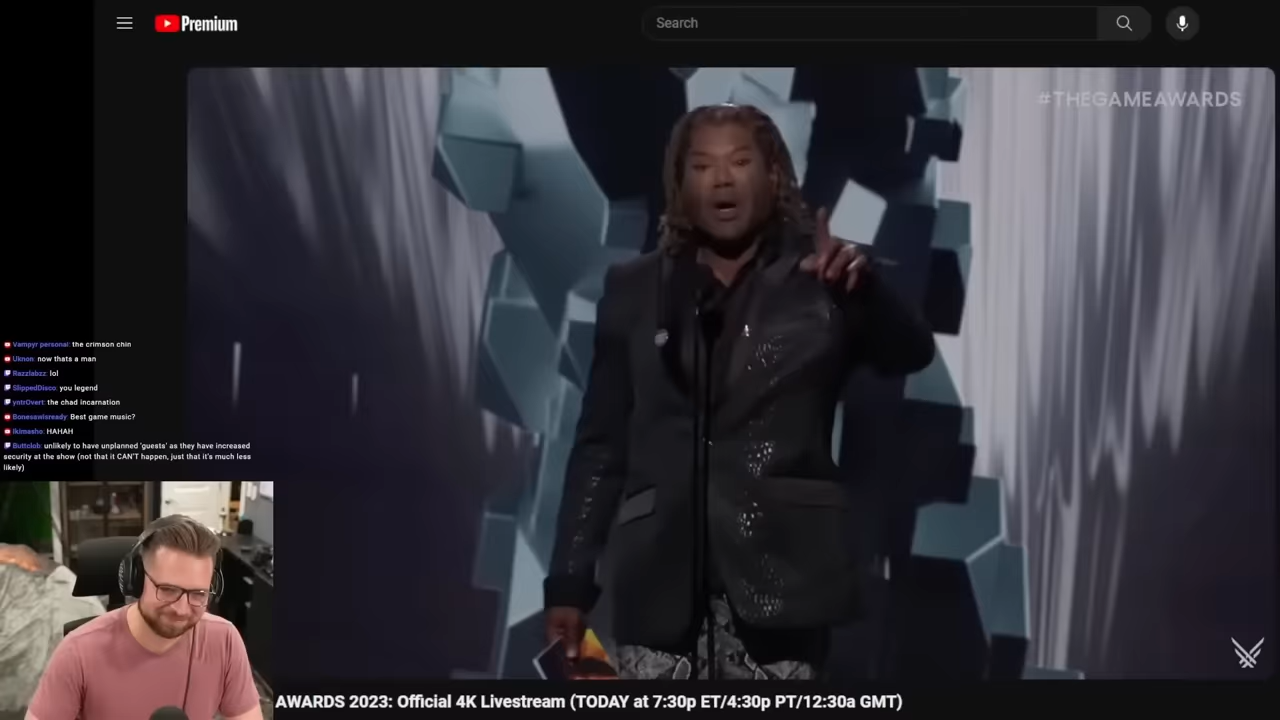 Premium
Search
#THEGAMEAWARDS
Vampyr personal: the crimson chin
Uknon: now thats a man
Razzlabzz: lol
SlippedDisco: you legend
yntrOvert: the chad incarnation
Boneswisready: Best game music?
Ikimasho: HAHAH
Buttclob: unlikely to have unplanned 'guests' as they have increased
security at the show (not that it CAN'T happen, just that it's much less
likely)
AWARDS 2023: Official 4K Livestream (TODAY at 7:30p ET/4:30p PT/12:30a GMT)